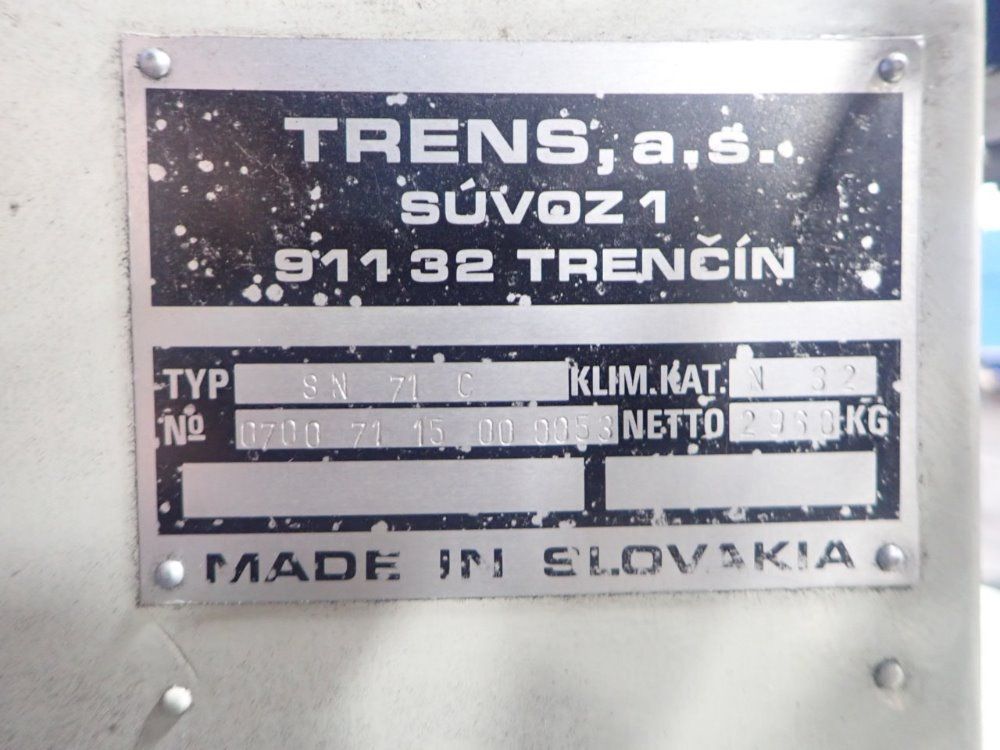 TRENS, a.š.
SÚVOZ 1
911 32 TRENČÍN
TYP SN 71 C KLIM.KAT. N 32
Nº 0700 71 15 00 0053 NETTO 2960 KG
MADE IN SLOVAKIA